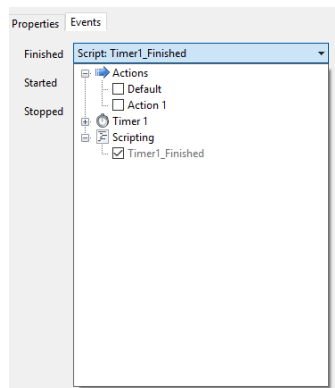 Properties Events
Finished Script: Timer1_Finished
Actions
Started
Default
Action 1
Stopped
Timer 1
Scripting
Timer1_Finished